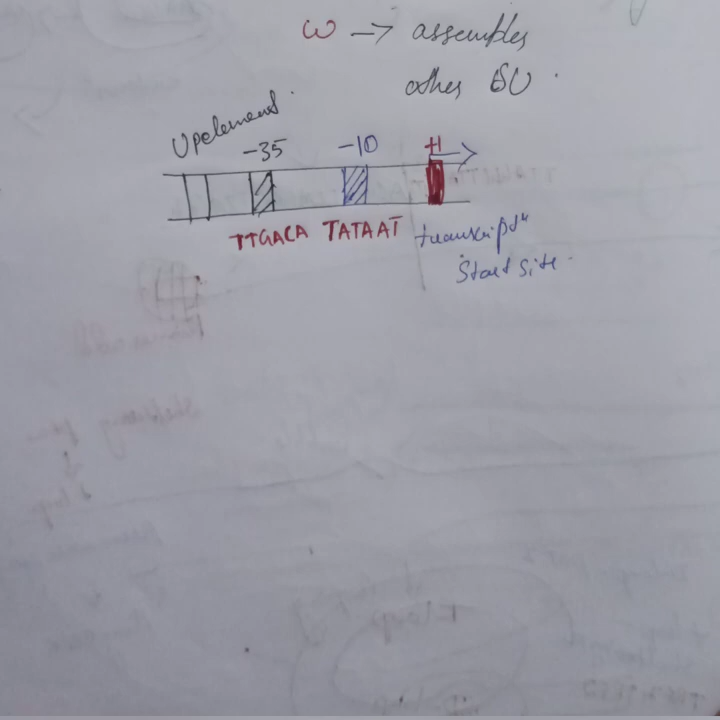 ω → assembles
other SU.
Upelement.
-35 -10 +1
TTGACA TATAAT transcriptn
Start site.